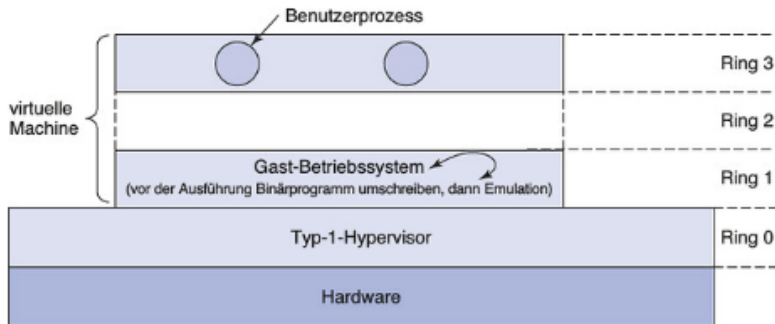 Benutzerprozess
Ring 3
virtuelle
Machine
Ring 2
Gast-Betriebssystem
(vor der Ausführung Binärprogramm umschreiben, dann Emulation)
Ring 1
Typ-1-Hypervisor
Ring 0
Hardware